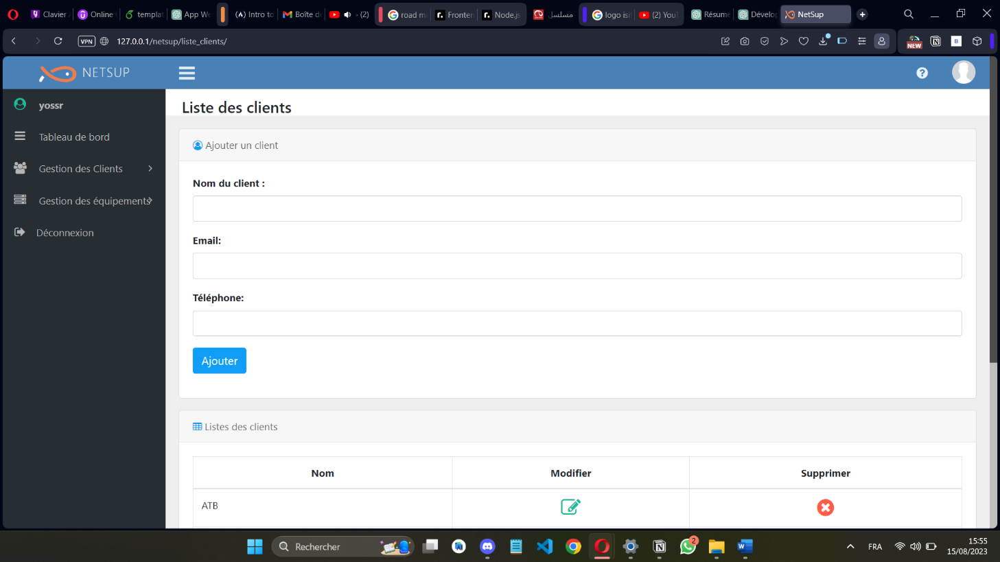 Clavier
Online
templat
App We
Intro to
Boîte de
(2)
road m
Fronten
Node.js
مسلسل
logo isi
(2) You
Résumé
Dévelop
NetSup
VPN
127.0.0.1/netsup/liste_clients/
NEW
B
NETSUP
?
yossr
Tableau de bord
Gestion des Clients
Gestion des équipements
Déconnexion
Liste des clients
Ajouter un client
Nom du client :
Email:
Téléphone:
Ajouter
Listes des clients
Nom
Modifier
Supprimer
ATB
Rechercher
2
FRA
15:55
15/08/2023